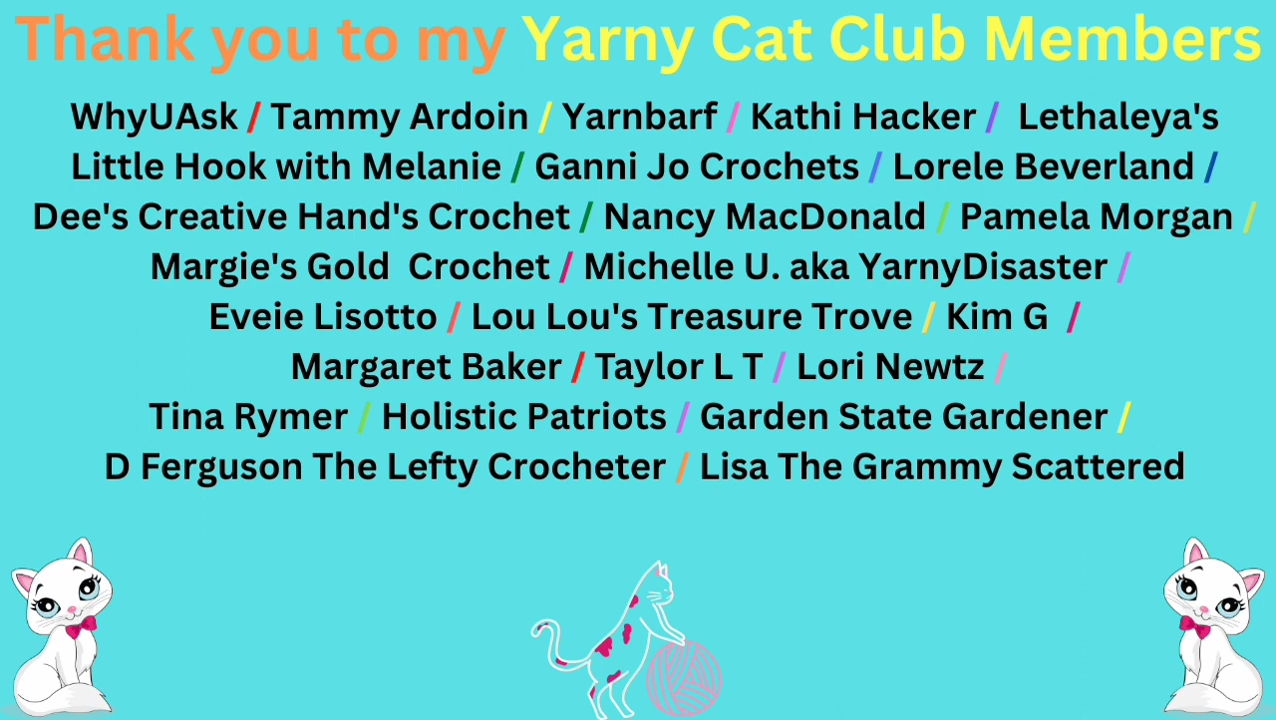 Thank you to my Yarny Cat Club Members
WhyUAsk / Tammy Ardoin / Yarnbarf / Kathi Hacker / Lethaleya's
Little Hook with Melanie / Ganni Jo Crochets / Lorele Beverland /
Dee's Creative Hand's Crochet / Nancy MacDonald / Pamela Morgan /
Margie's Gold  Crochet / Michelle U. aka YarnyDisaster /
Eveie Lisotto / Lou Lou's Treasure Trove / Kim G  /
Margaret Baker / Taylor L T / Lori Newtz /
Tina Rymer / Holistic Patriots / Garden State Gardener /
D Ferguson The Lefty Crocheter / Lisa The Grammy Scattered